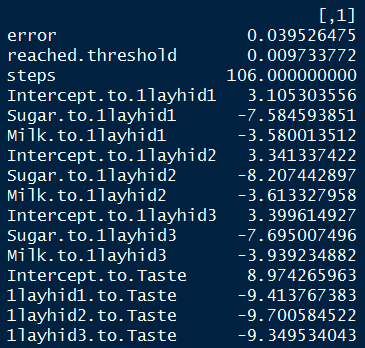 [,1]
error 0.039526475
reached.threshold 0.009733772
steps 106.000000000
Intercept.to.1layhid1 3.105303556
Sugar.to.1layhid1 -7.584593851
Milk.to.1layhid1 -3.580013512
Intercept.to.1layhid2 3.341337422
Sugar.to.1layhid2 -8.207442897
Milk.to.1layhid2 -3.613327958
Intercept.to.1layhid3 3.399614927
Sugar.to.1layhid3 -7.695007496
Milk.to.1layhid3 -3.939234882
Intercept.to.Taste 8.974265963
1layhid1.to.Taste -9.413767383
1layhid2.to.Taste -9.700584522
1layhid3.to.Taste -9.349534043